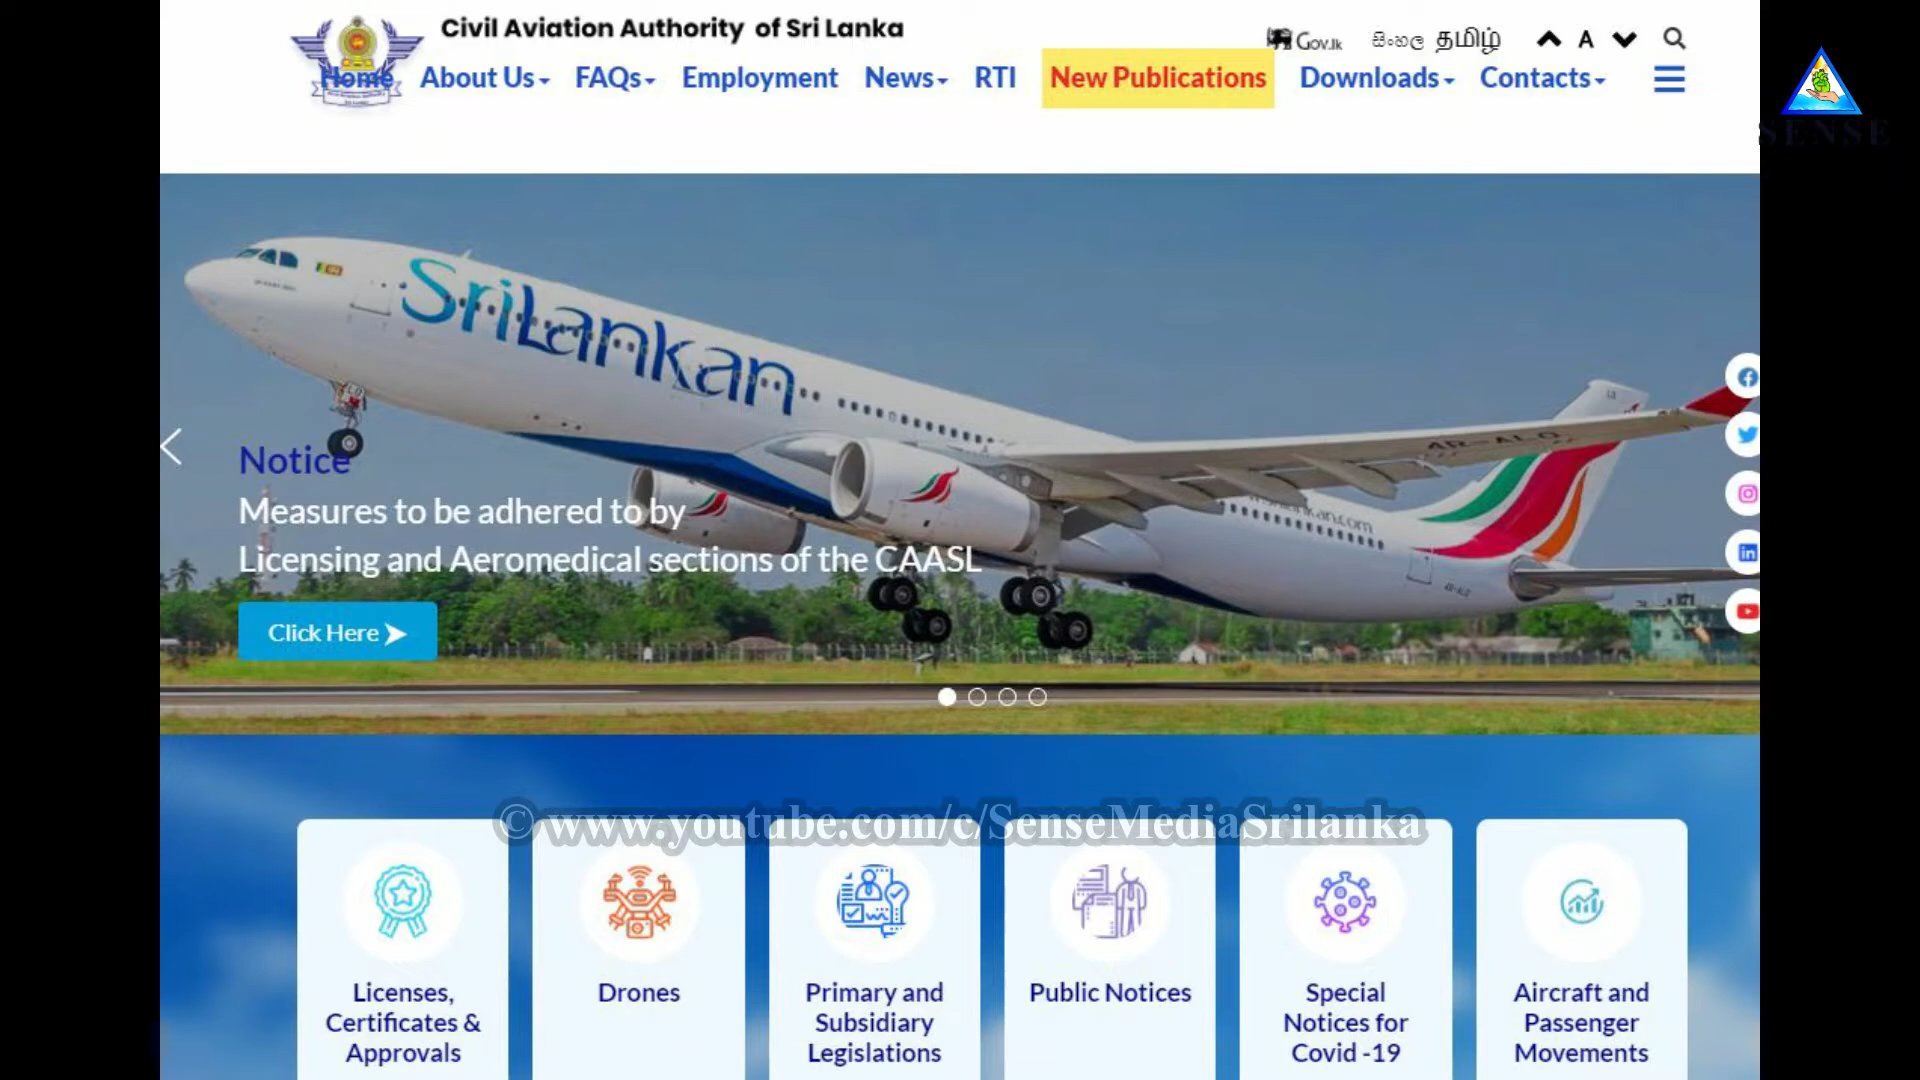 Civil Aviation Authority of Sri Lanka
Gov.lk සිංහල தமிழ் A
Home About Us FAQs Employment News RTI New Publications Downloads Contacts
SENSE
SriLankan
4R-ALO
Notice
Measures to be adhered to by
Licensing and Aeromedical sections of the CAASL
Click Here
© www.youtube.com/c/SenseMediaSrilanka
Licenses,
Certificates &
Approvals
Drones
Primary and
Subsidiary
Legislations
Public Notices
Special
Notices for
Covid -19
Aircraft and
Passenger
Movements